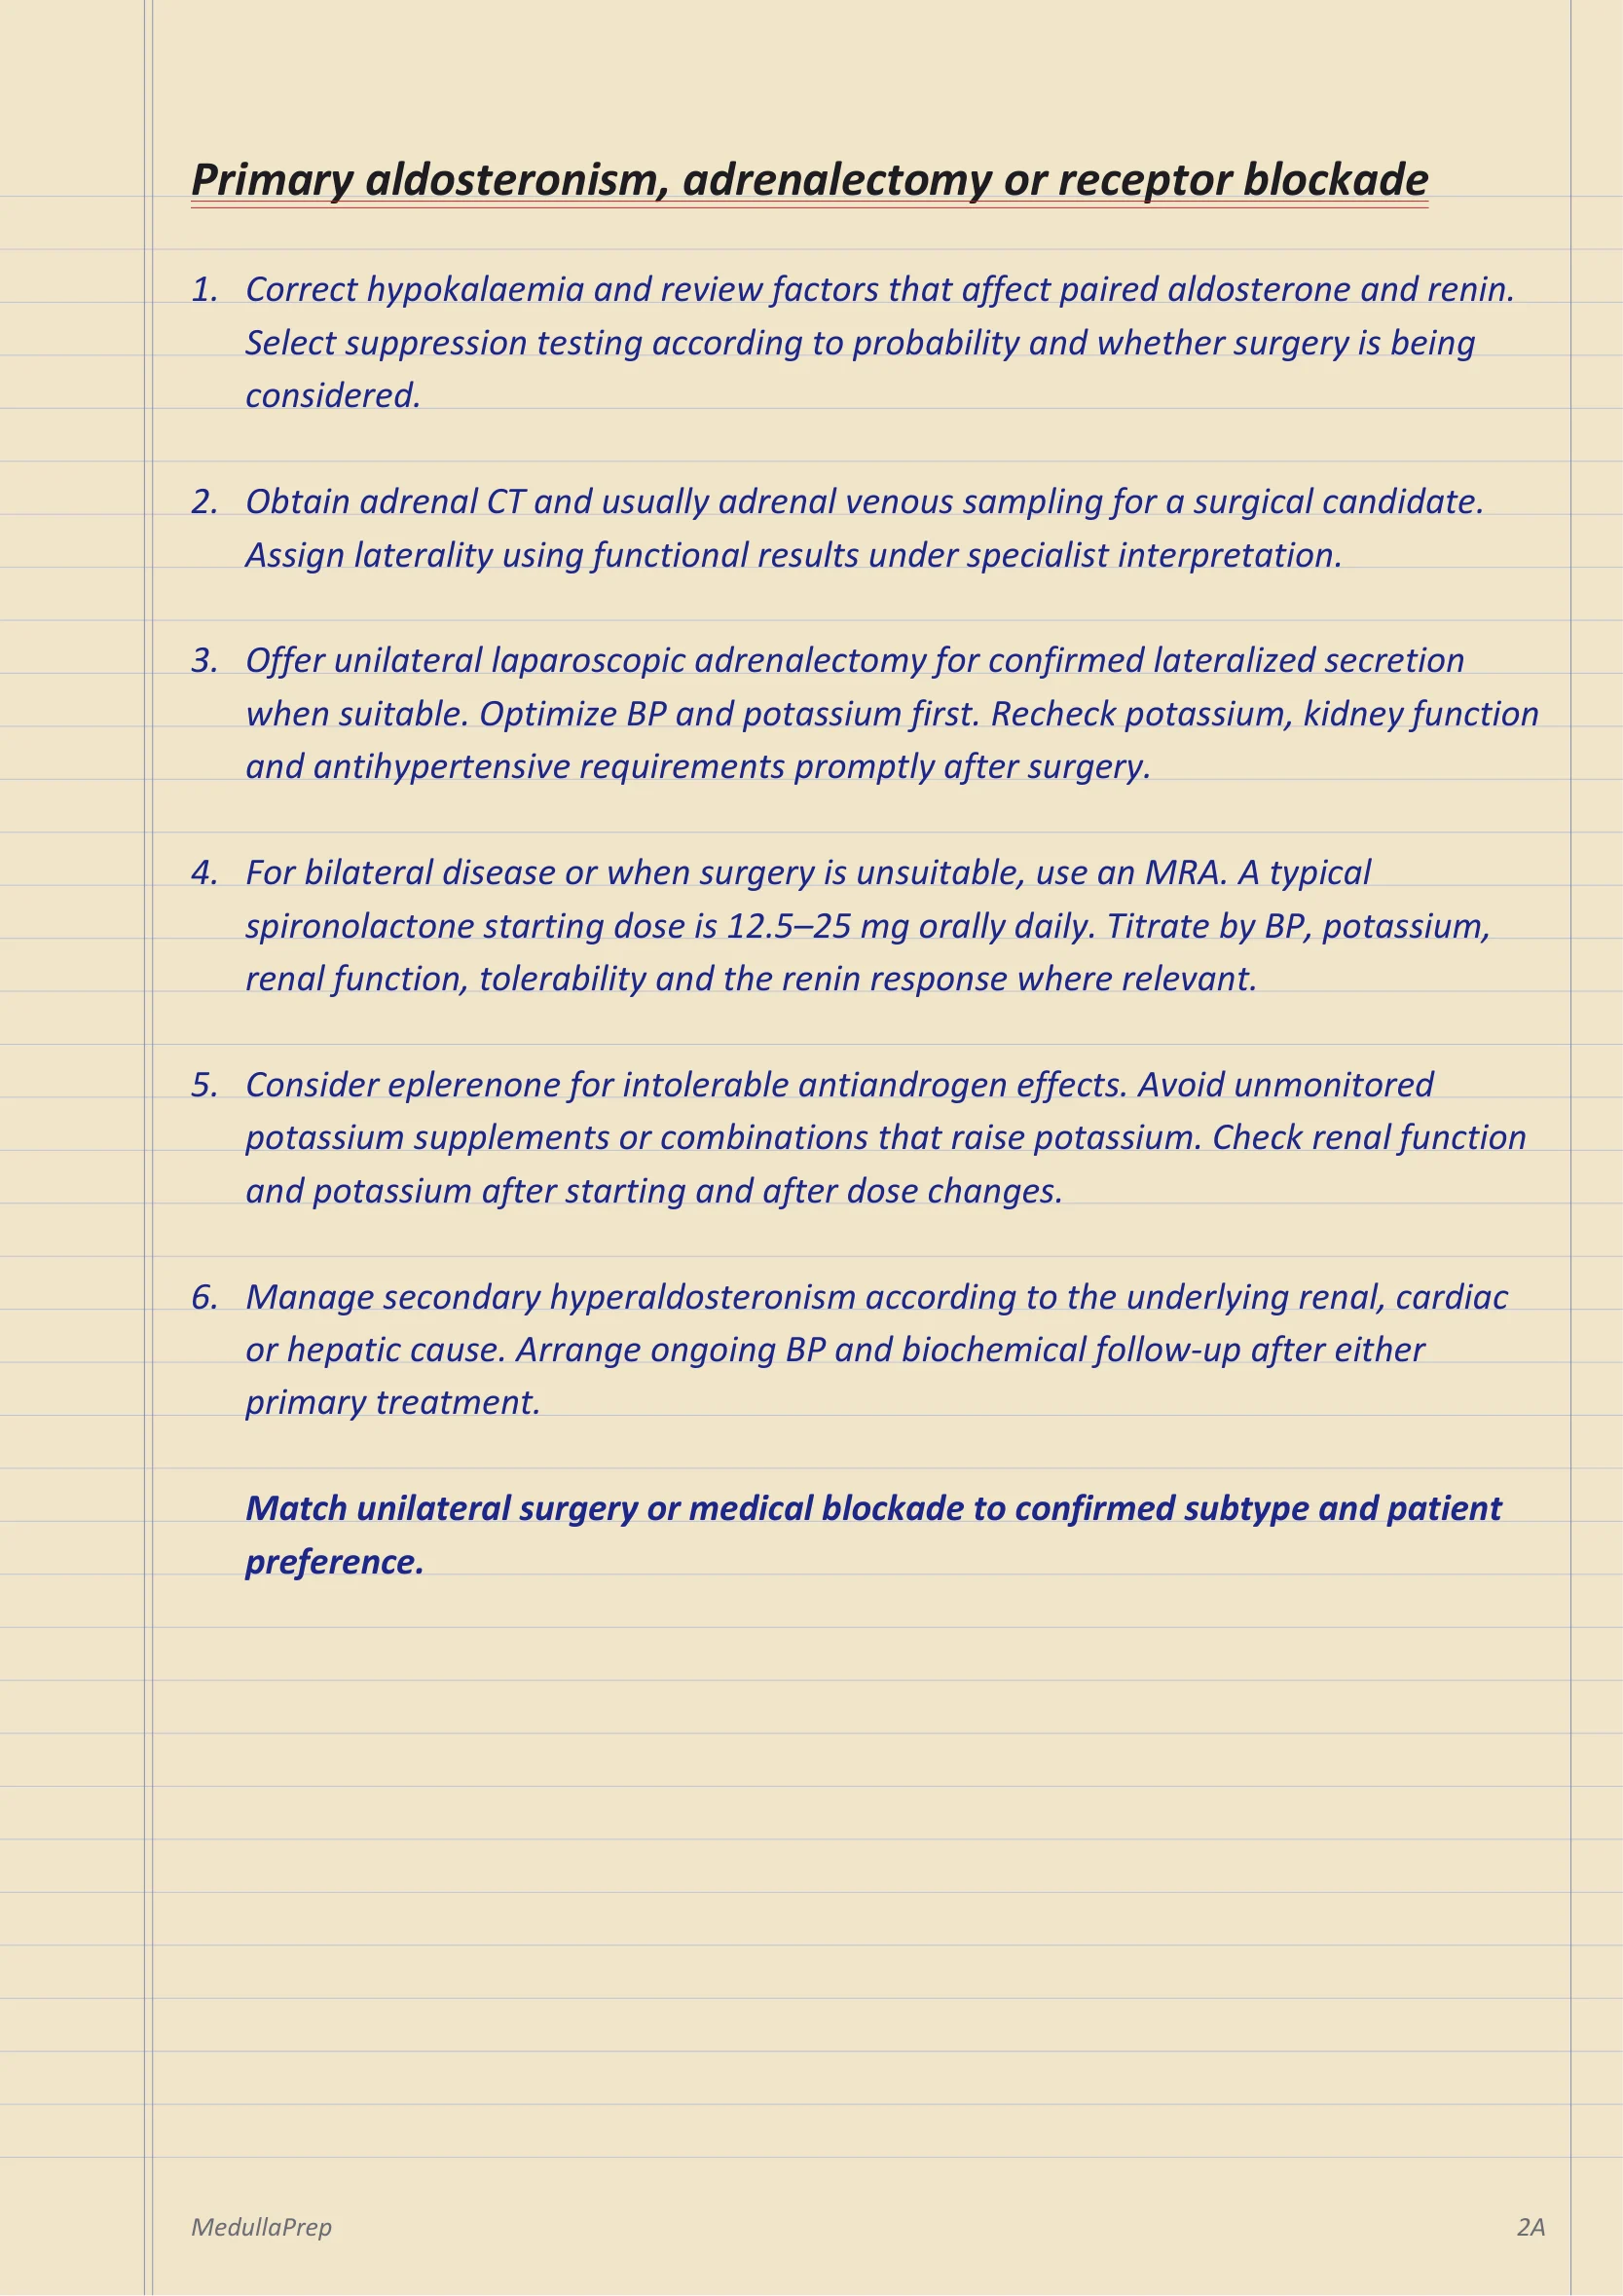 Primary aldosteronism, adrenalectomy or receptor blockade
1. Correct hypokalaemia and review factors that affect paired aldosterone and renin.
Select suppression testing according to probability and whether surgery is being
considered.
2. Obtain adrenal CT and usually adrenal venous sampling for a surgical candidate.
Assign laterality using functional results under specialist interpretation.
3. Offer unilateral laparoscopic adrenalectomy for confirmed lateralized secretion
when suitable. Optimize BP and potassium first. Recheck potassium, kidney function
and antihypertensive requirements promptly after surgery.
4. For bilateral disease or when surgery is unsuitable, use an MRA. A typical
spironolactone starting dose is 12.5–25 mg orally daily. Titrate by BP, potassium,
renal function, tolerability and the renin response where relevant.
5. Consider eplerenone for intolerable antiandrogen effects. Avoid unmonitored
potassium supplements or combinations that raise potassium. Check renal function
and potassium after starting and after dose changes.
6. Manage secondary hyperaldosteronism according to the underlying renal, cardiac
or hepatic cause. Arrange ongoing BP and biochemical follow-up after either
primary treatment.
Match unilateral surgery or medical blockade to confirmed subtype and patient
preference.
MedullaPrep
2A